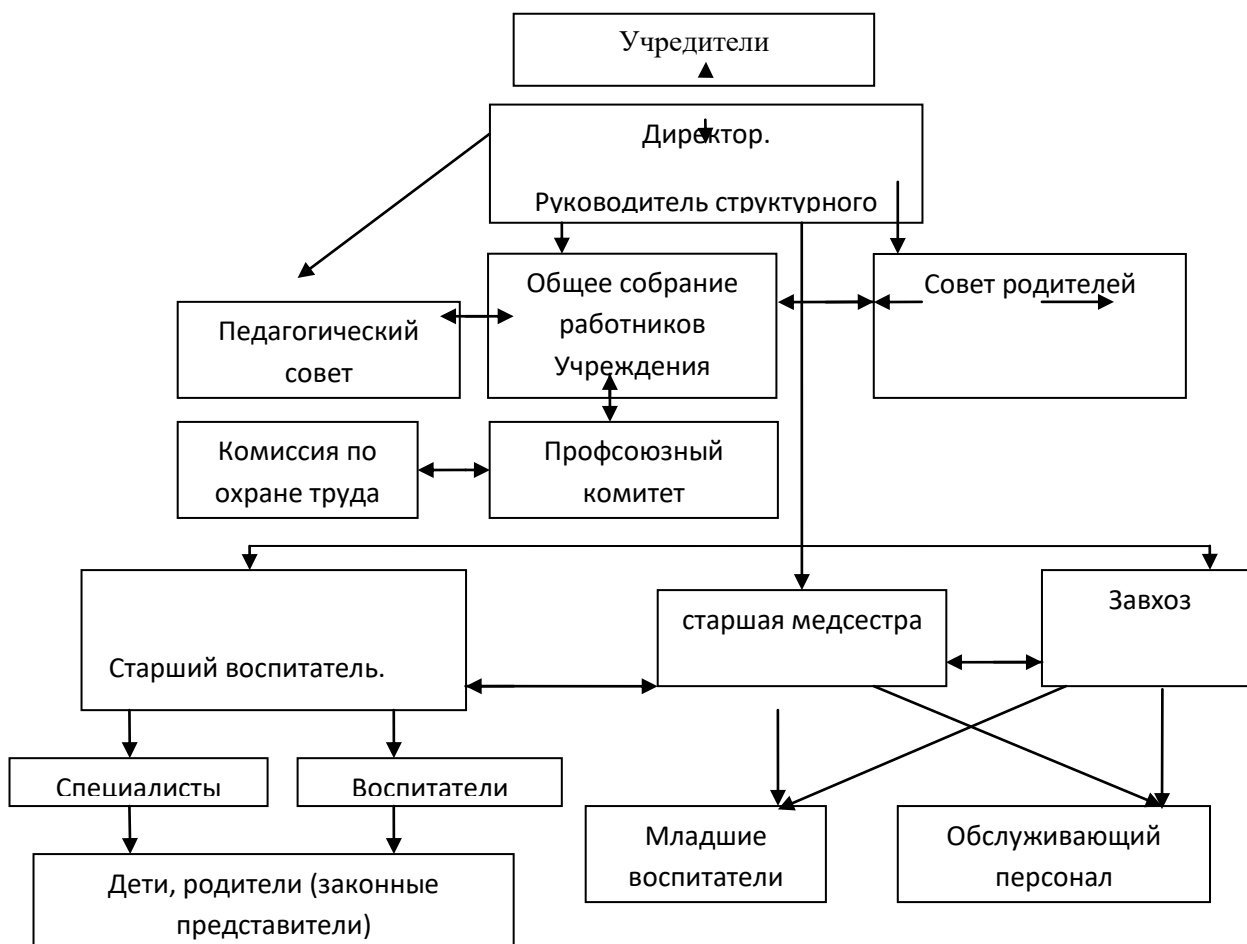 Учредители
Директор.
Руководитель структурного
Общее собрание
работников
Учреждения
Совет родителей
Педагогический
совет
Комиссия по
охране труда
Профсоюзный
комитет
Завхоз
старшая медсестра
Старший воспитатель.
Специалисты
Воспитатели
Младшие
воспитатели
Обслуживающий
персонал
Дети, родители (законные
представители)